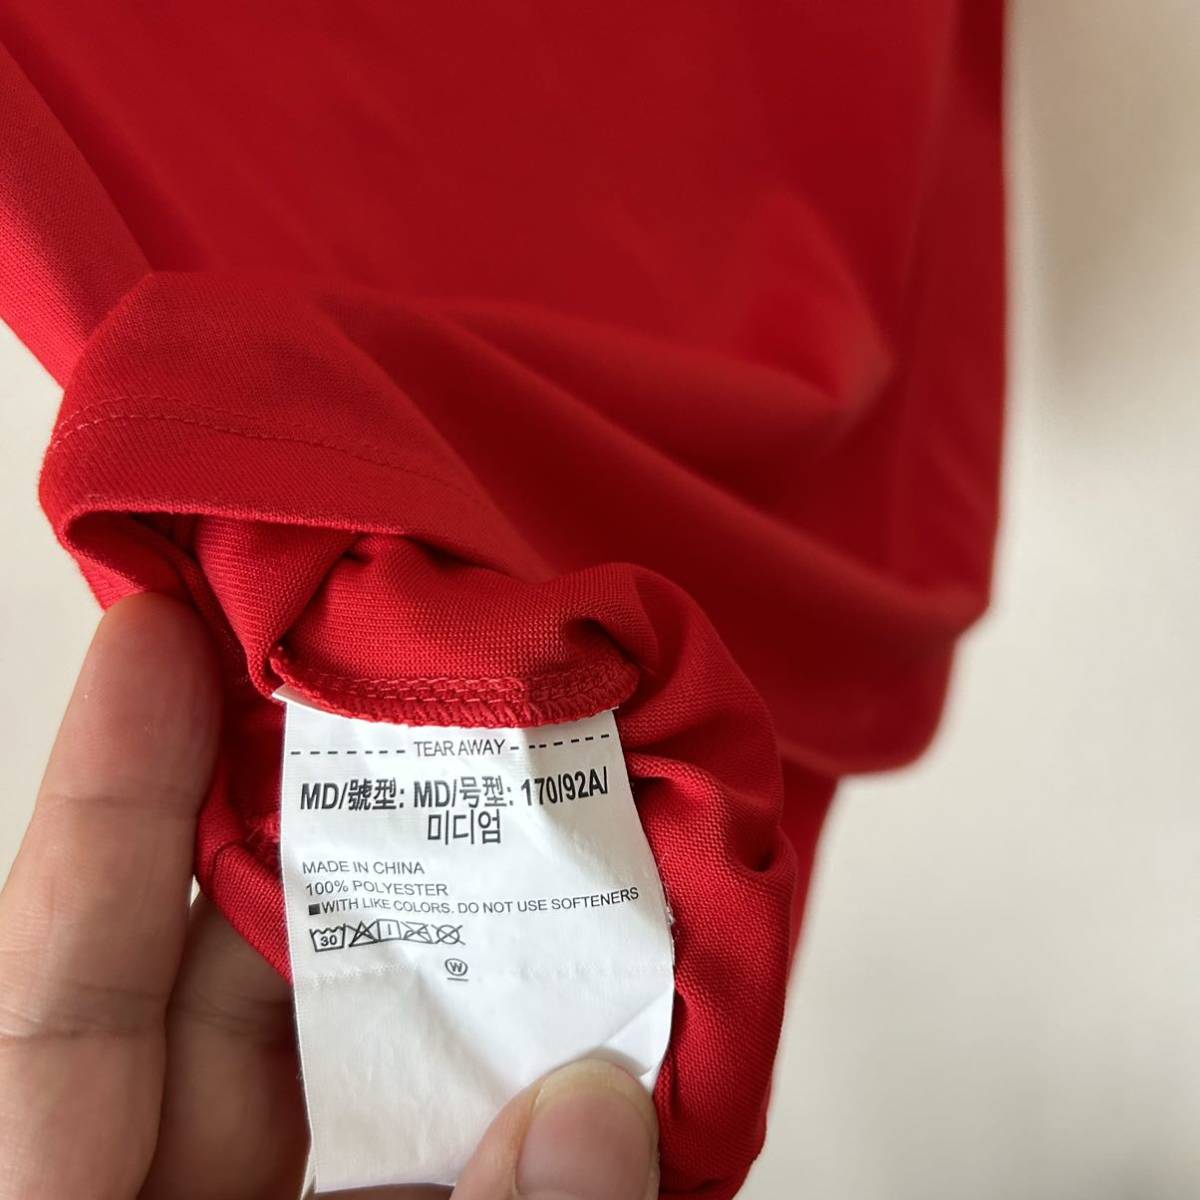 - - - - - - - - TEAR AWAY - - - - - - -
MD/號型: MD/号型: 170/92A/
미디엄
MADE IN CHINA
100% POLYESTER
■WITH LIKE COLORS. DO NOT USE SOFTENERS
30
W